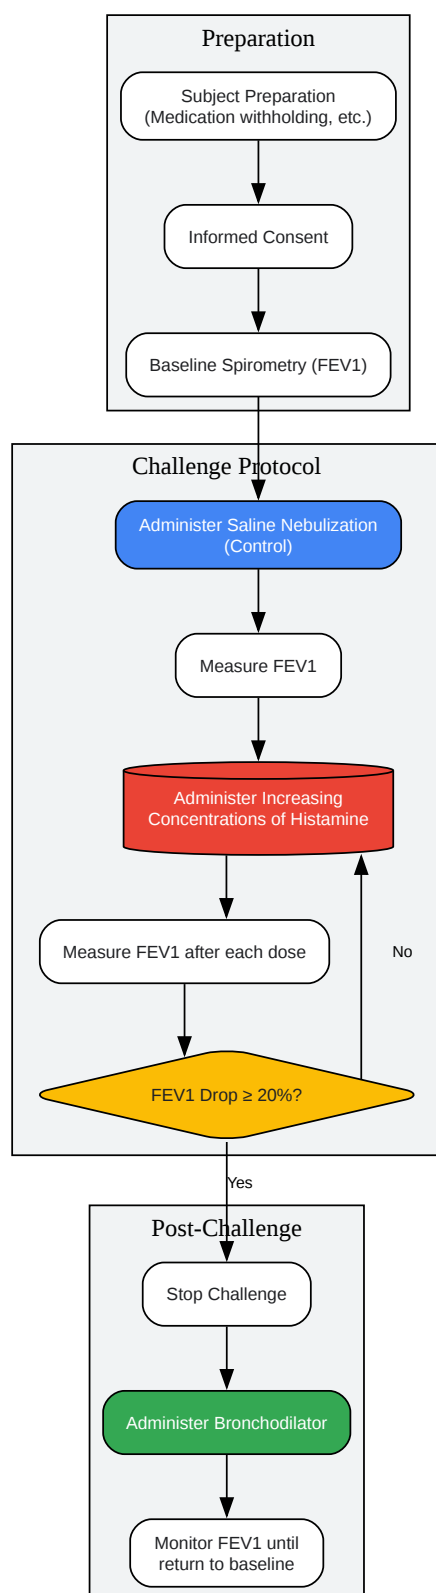 Preparation
Subject Preparation
(Medication withholding, etc.)
Informed Consent
Baseline Spirometry (FEV1)
Challenge Protocol
Administer Saline Nebulization
(Control)
Measure FEV1
Administer Increasing
Concentrations of Histamine
Measure FEV1 after each dose
No
FEV1 Drop ≥ 20%?
Yes
Post-Challenge
Stop Challenge
Administer Bronchodilator
Monitor FEV1 until
return to baseline